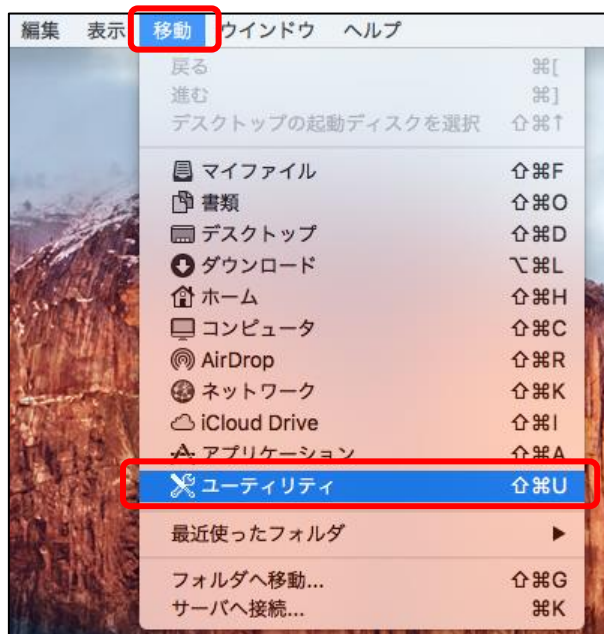 編集 表示 移動 ウインドウ ヘルプ
戻る ⌘[
進む ⌘]
デスクトップの起動ディスクを選択 ⇧⌘↑
マイファイル ⇧⌘F
書類 ⇧⌘O
デスクトップ ⇧⌘D
ダウンロード ⌥⌘L
ホーム ⇧⌘H
コンピュータ ⇧⌘C
AirDrop ⇧⌘R
ネットワーク ⇧⌘K
iCloud Drive ⇧⌘I
アプリケーション ⇧⌘A
ユーティリティ ⇧⌘U
最近使ったフォルダ ▶
フォルダへ移動... ⇧⌘G
サーバへ接続... ⌘K